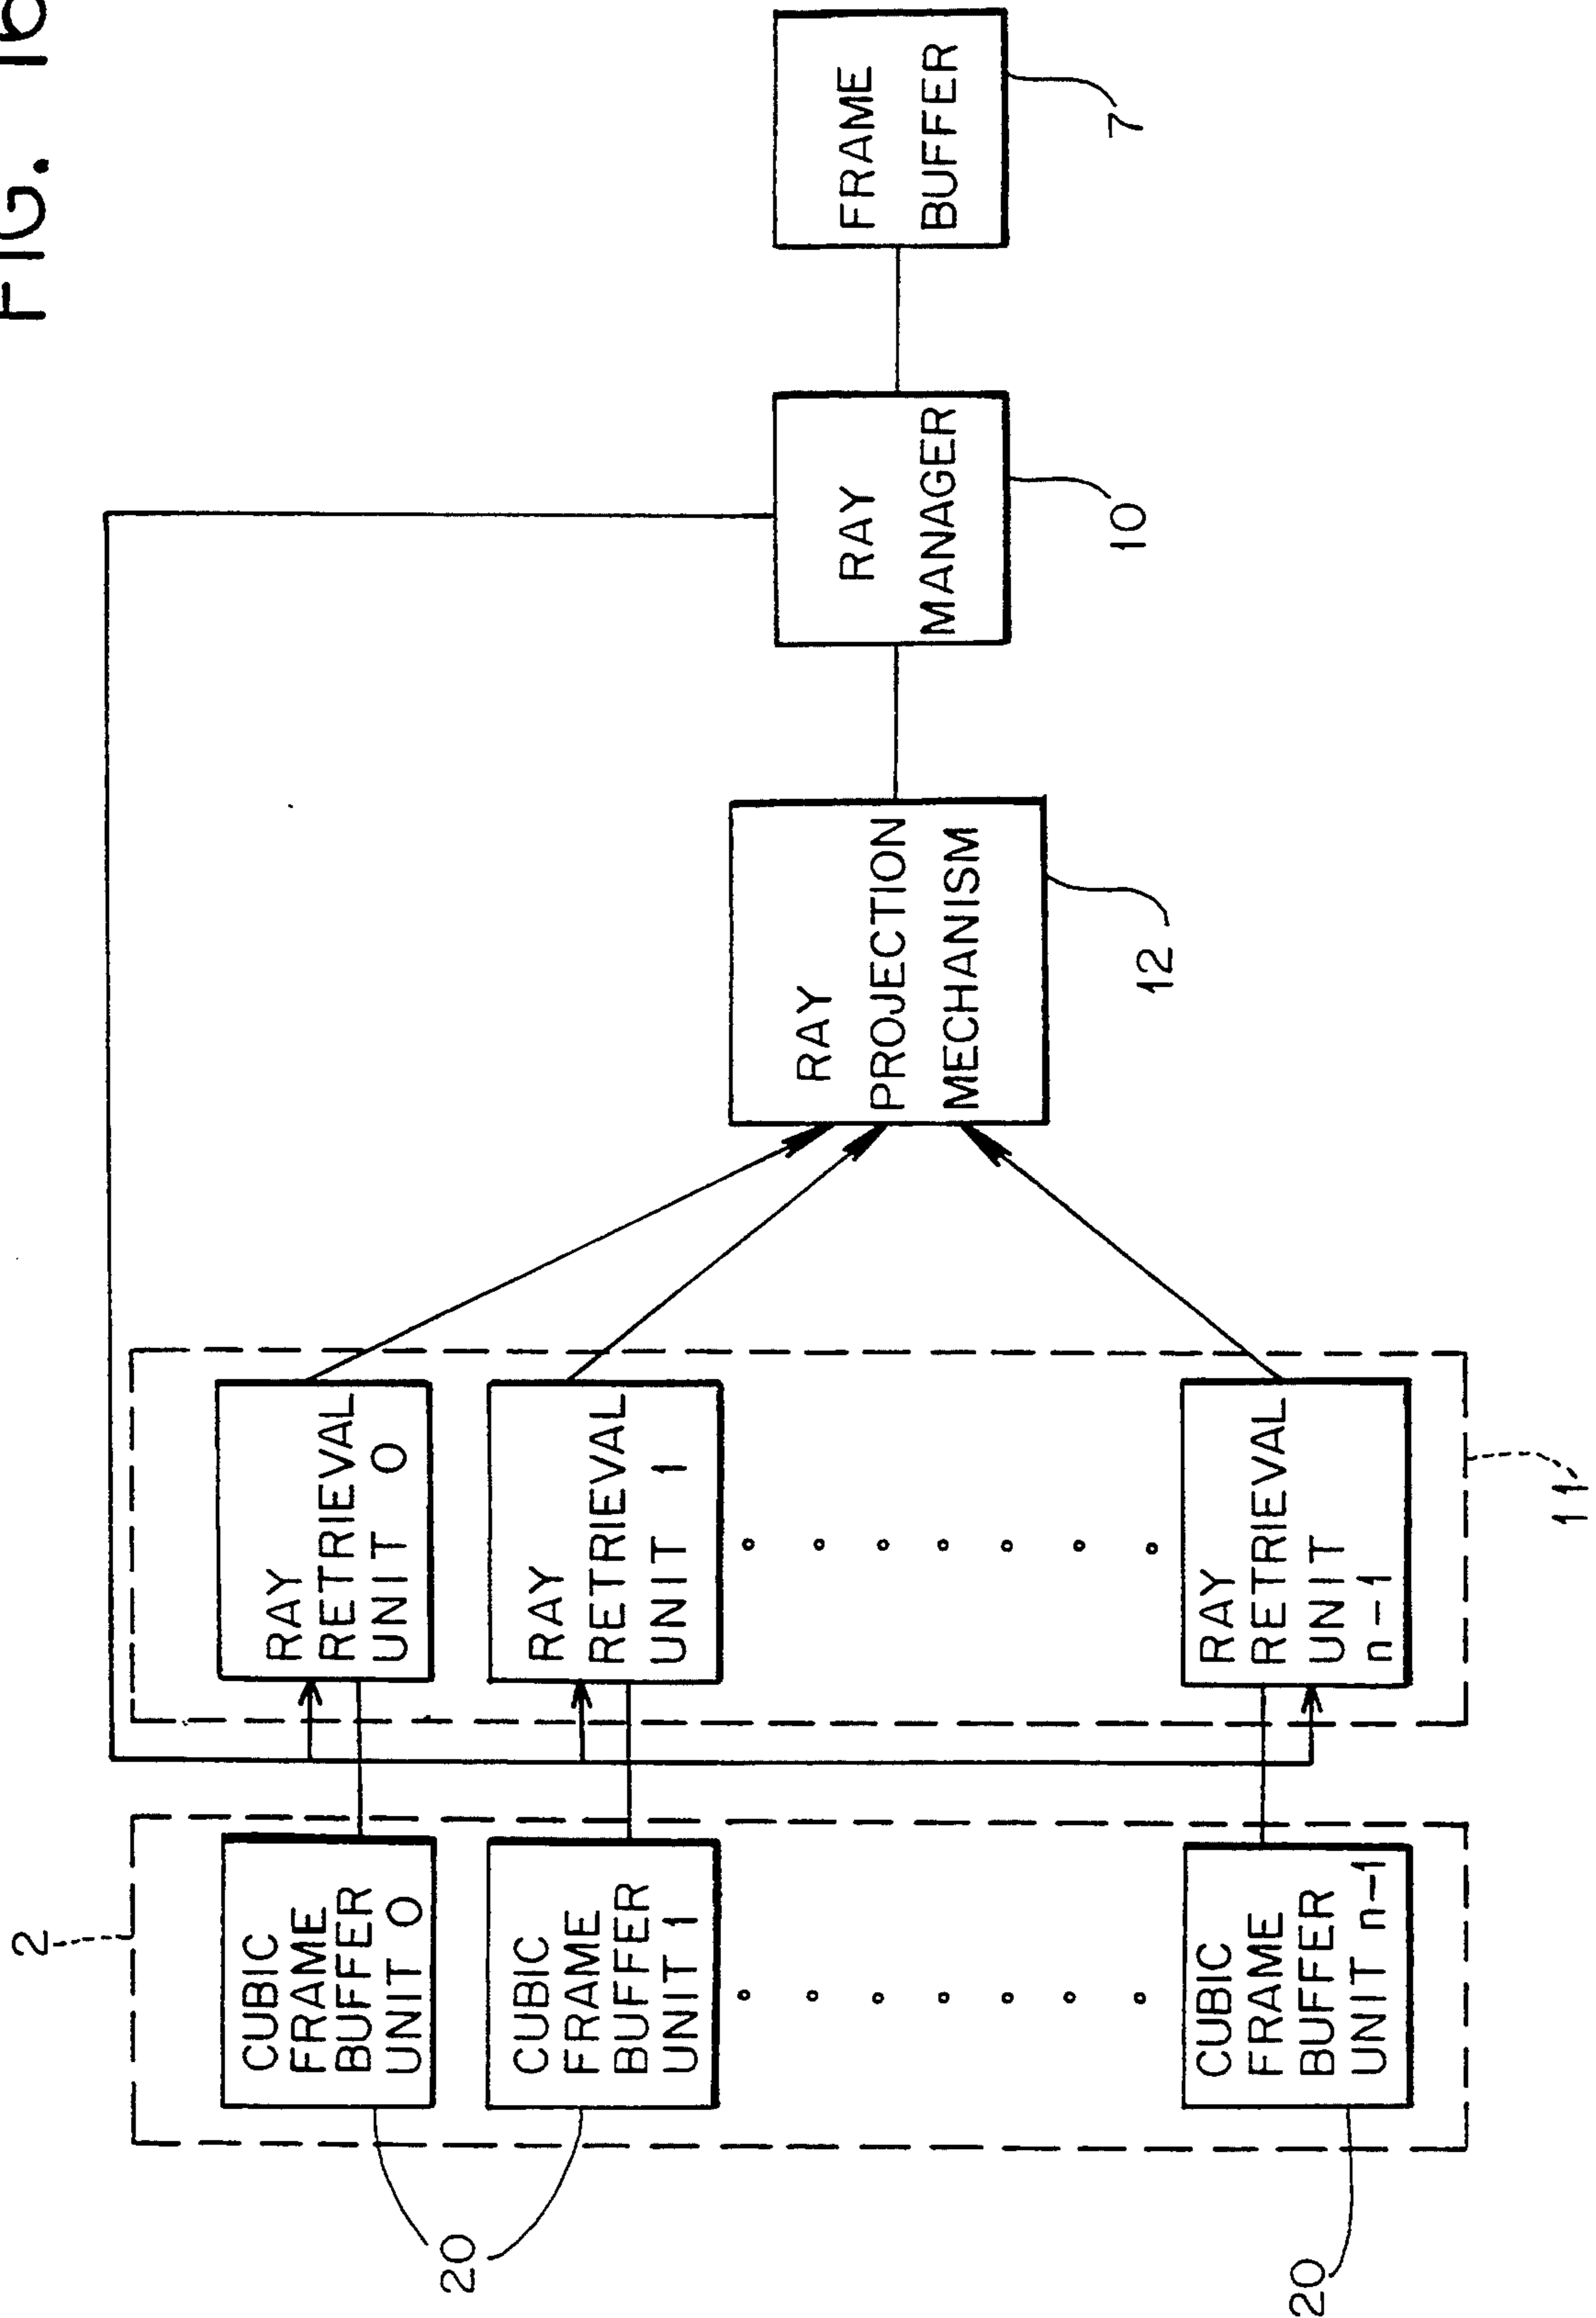 FIG. 16
2
CUBIC
FRAME
BUFFER
UNIT 0
CUBIC
FRAME
BUFFER
UNIT 1
CUBIC
FRAME
BUFFER
UNIT n-1
20
20
RAY
RETRIEVAL
UNIT 0
RAY
RETRIEVAL
UNIT 1
RAY
RETRIEVAL
UNIT
n-1
11
RAY
PROJECTION
MECHANISM
12
RAY
MANAGER
10
FRAME
BUFFER
7